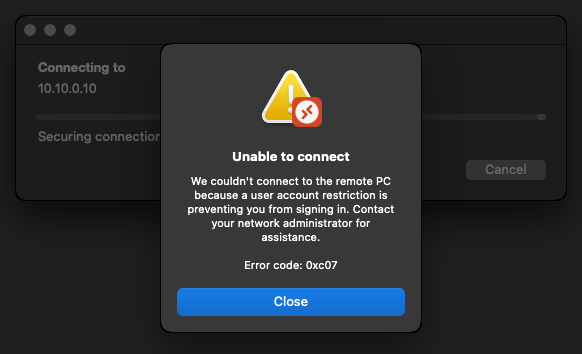 Connecting to
10.10.0.10
Securing connection
Cancel
Unable to connect
We couldn't connect to the remote PC
because a user account restriction is
preventing you from signing in. Contact
your network administrator for
assistance.
Error code: 0xc07
Close